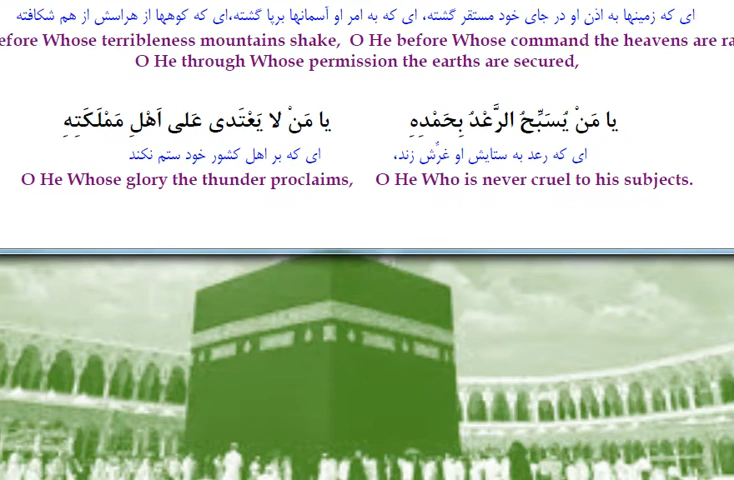 ای که زمینها به اذن او در جای خود مستقر گشته، ای که به امر او آسمانها برپا گشته،ای که کوهها از هراسش از هم شکافته
efore Whose terribleness mountains shake, O He before Whose command the heavens are ra
O He through Whose permission the earths are secured,
يا مَنْ يُسَبِّحُ الرَّعْدُ بِحَمْدِهِ يا مَنْ لا يَعْتَدى عَلى اَهْلِ مَمْلَكَتِهِ
ای که رعد به ستایش او غرِّش زند، ای که بر اهل کشور خود ستم نکند
O He Whose glory the thunder proclaims, O He Who is never cruel to his subjects.